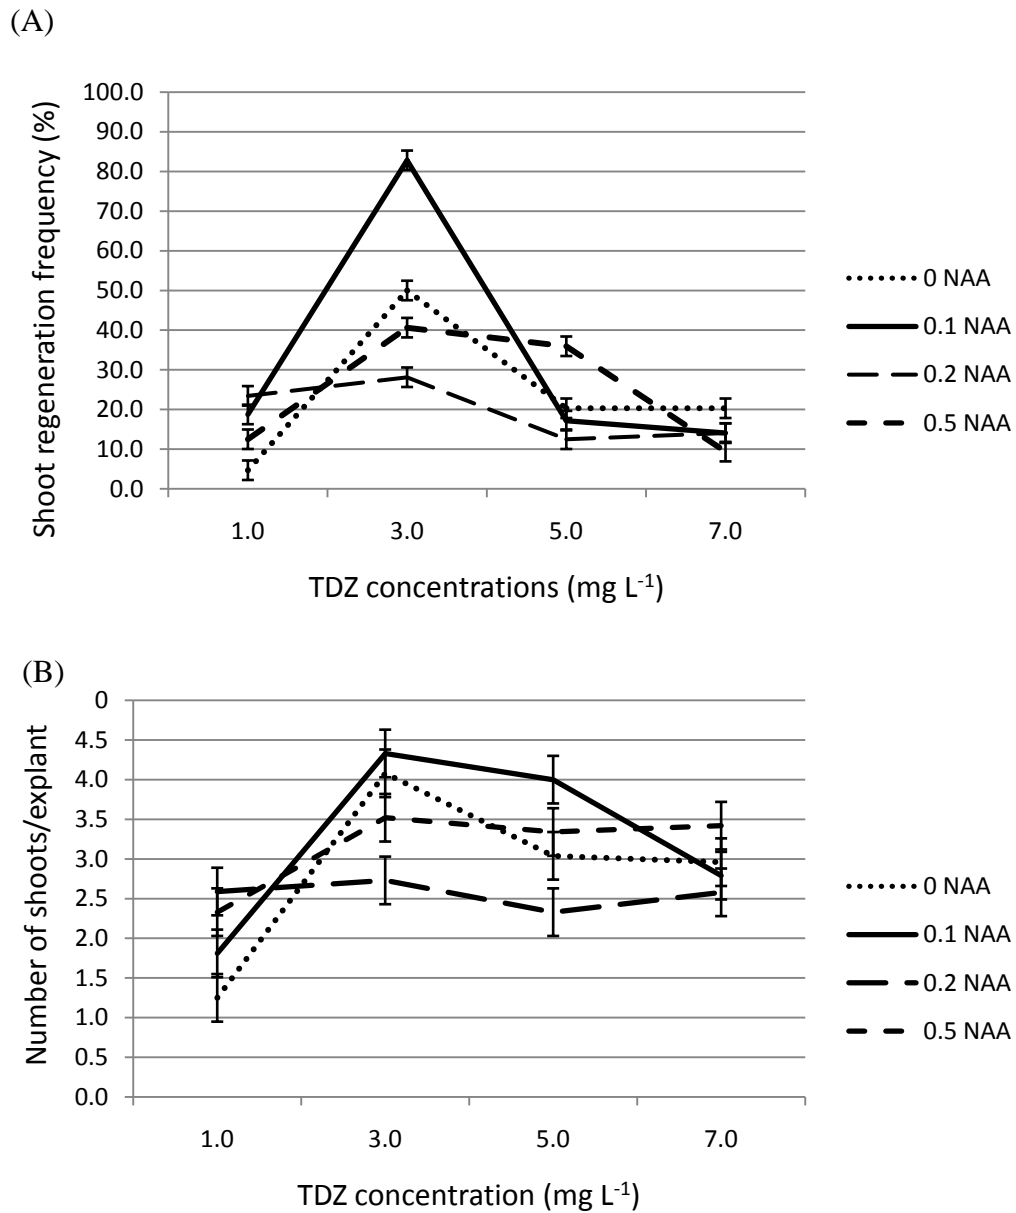 (A)
100.0
90.0
80.0
70.0
60.0
50.0
40.0
30.0
20.0
10.0
0.0
Shoot regeneration frequency (%)
1.0 3.0 5.0 7.0
TDZ concentrations (mg L-1)
0 NAA
0.1 NAA
0.2 NAA
0.5 NAA
(B)
0
4.5
4.0
3.5
3.0
2.5
2.0
1.5
1.0
0.5
0.0
Number of shoots/explant
1.0 3.0 5.0 7.0
TDZ concentration (mg L-1)
0 NAA
0.1 NAA
0.2 NAA
0.5 NAA